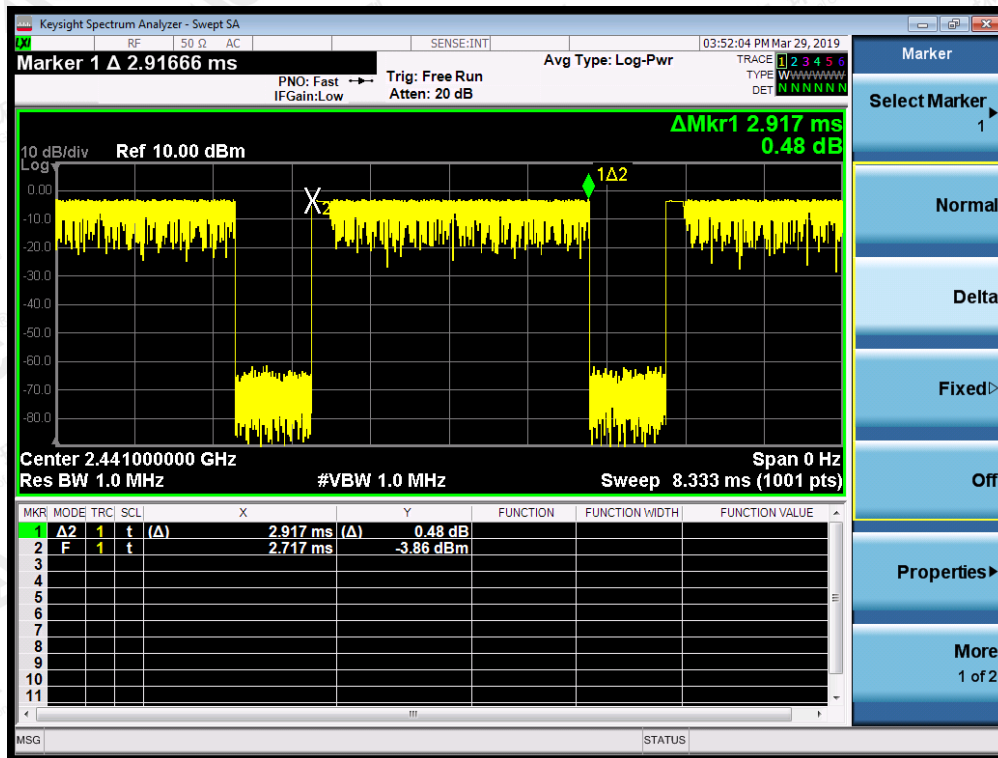 Keysight Spectrum Analyzer - Swept SA
LXI RF 50 Ω AC SENSE:INT 03:52:04 PM Mar 29, 2019
Marker 1 Δ 2.91666 ms
PNO: Fast
IFGain:Low
Trig: Free Run
Atten: 20 dB
Avg Type: Log-Pwr
TRACE 1 2 3 4 5 6
TYPE W W W W W W
DET N N N N N N
ΔMkr1 2.917 ms
0.48 dB
10 dB/div Ref 10.00 dBm
Log
1Δ2
0.00
X2
-10.0
-20.0
-30.0
-40.0
-50.0
-60.0
-70.0
-80.0
Center 2.441000000 GHz Span 0 Hz
Res BW 1.0 MHz #VBW 1.0 MHz Sweep 8.333 ms (1001 pts)
MKR MODE TRC SCL X Y FUNCTION FUNCTION WIDTH FUNCTION VALUE
1 Δ2 1 t (Δ) 2.917 ms (Δ) 0.48 dB
2 F 1 t 2.717 ms -3.86 dBm
3
4
5
6
7
8
9
10
11
MSG STATUS
Marker
Select Marker
1
Normal
Delta
Fixed
Off
Properties
More
1 of 2